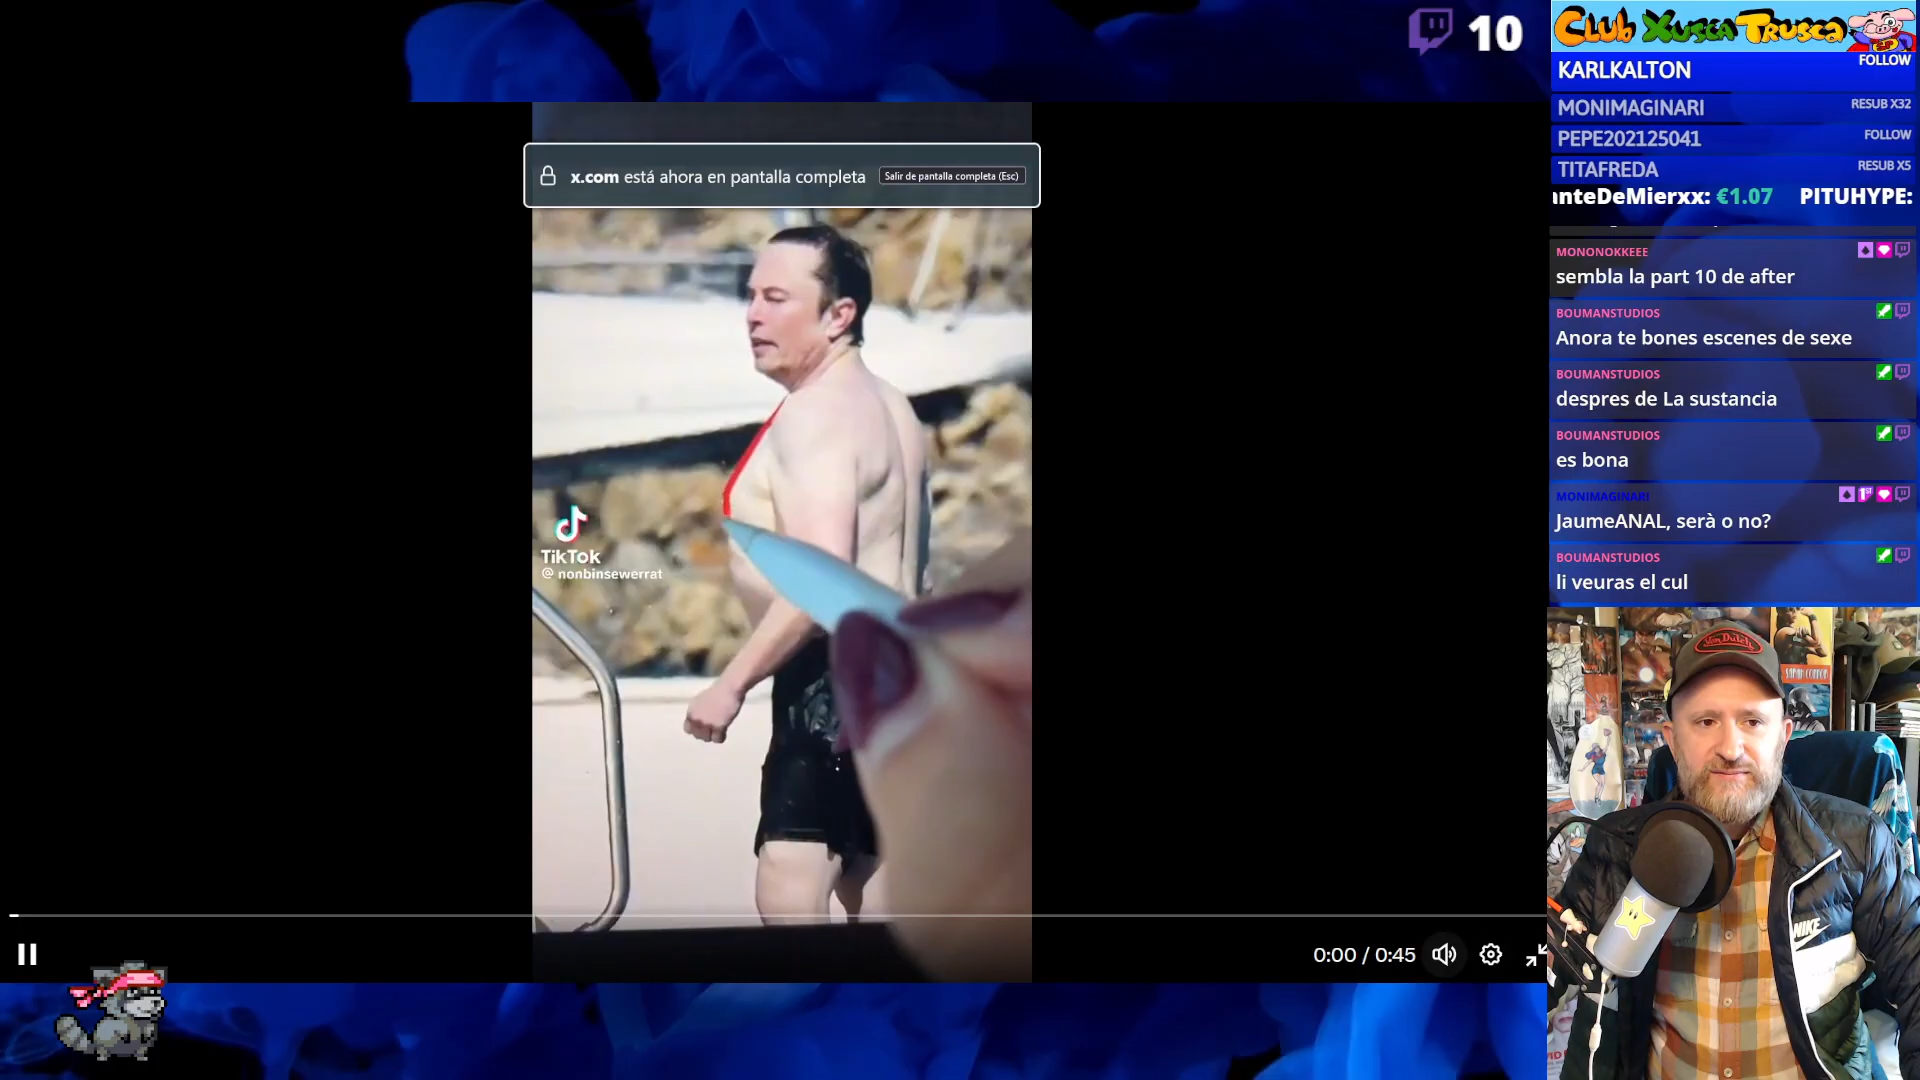 10
Club Xusca Trusca
KARLKALTON
FOLLOW
MONIMAGINARI
RESUB X32
PEPE202125041
FOLLOW
TITAFREDA
RESUB X5
anteDeMierxx: €1.07 PITUHYPE:
MONONOKKEEE
sembla la part 10 de after
BOUMANSTUDIOS
Anora te bones escenes de sexe
BOUMANSTUDIOS
despres de La sustancia
BOUMANSTUDIOS
es bona
MONIMAGINARI
JaumeANAL, serà o no?
BOUMANSTUDIOS
li veuras el cul
x.com está ahora en pantalla completa
Salir de pantalla completa (Esc)
TikTok
@ nonbinsewerrat
0:00 / 0:45
Von Dutch
SARAH CONNOR
NIKE